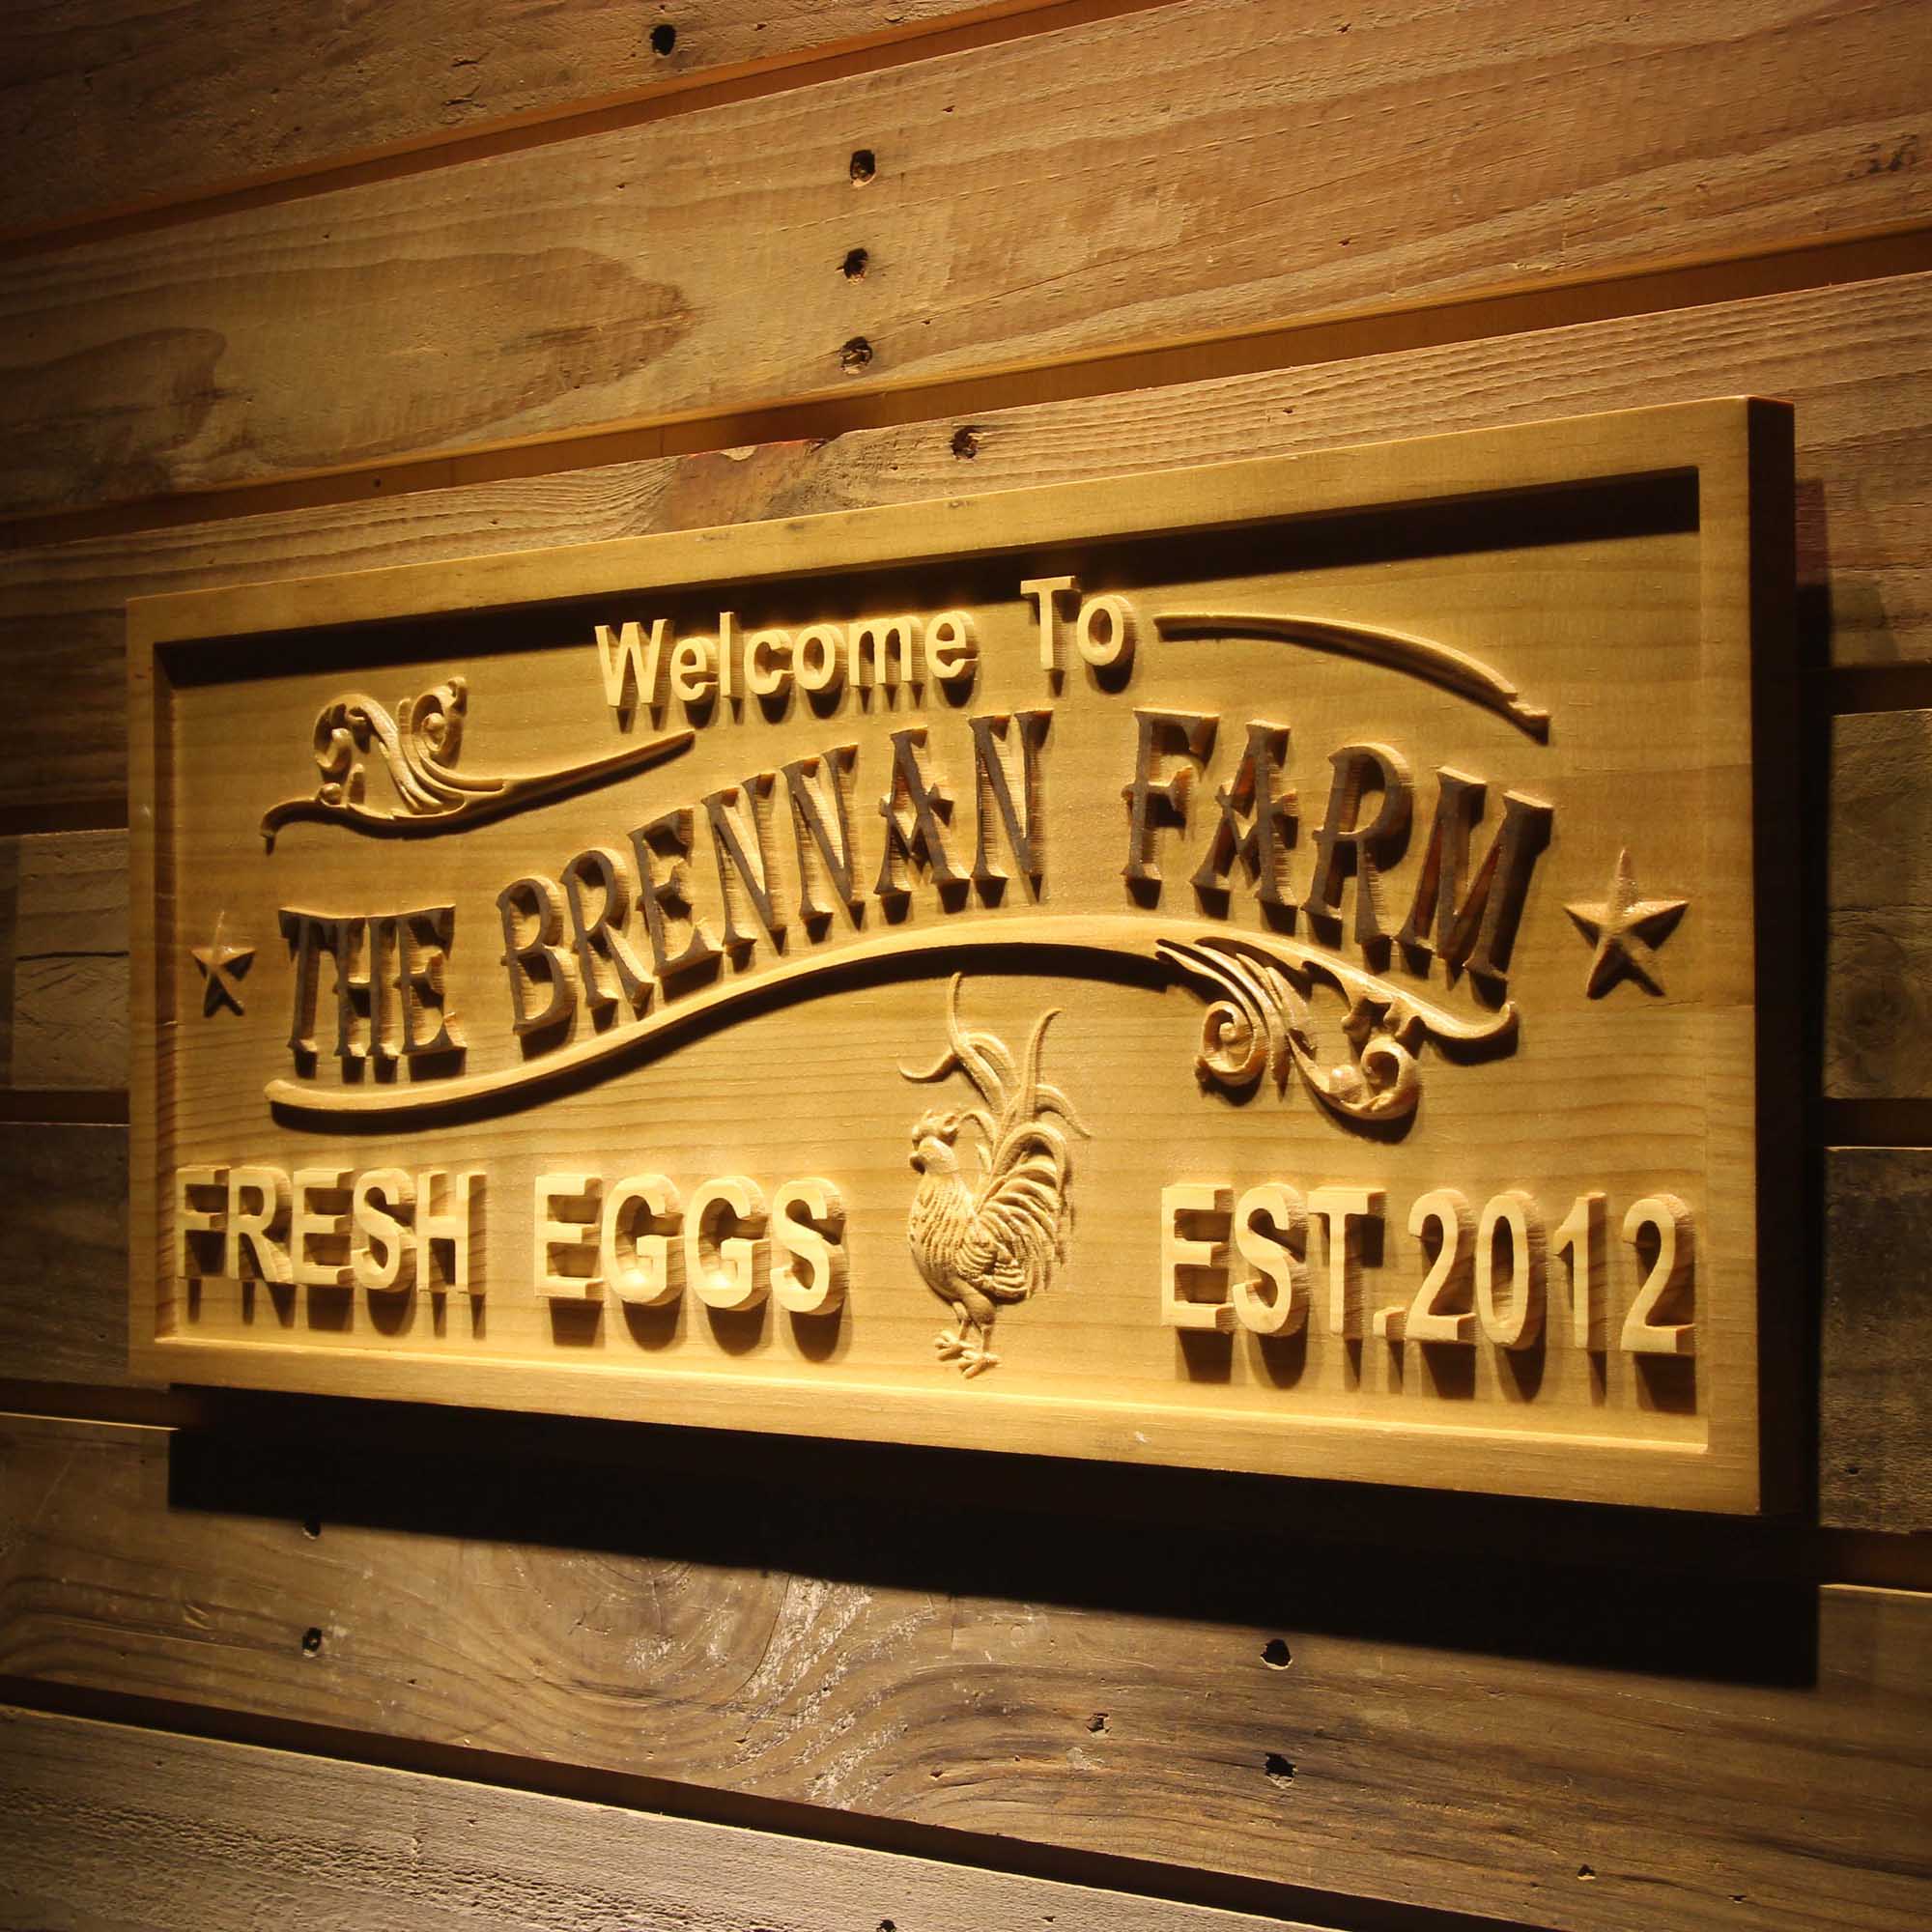 Welcome To
THE BRENNAN FARM
FRESH EGGS EST.2012